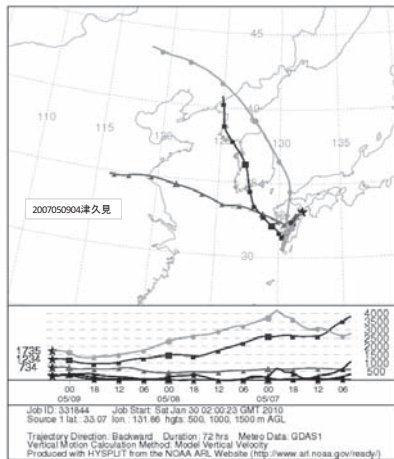 45
40
110
115
120
125
130
135
35
30
2007050904津久見
4000
3500
3000
2500
2000
1500
1000
500
1735
1234
734
00 18 12 06 00 18 12 06 00 18 12 06
05/09 05/08 05/07
Job ID: 331844 Job Start: Sat Jan 30 02:00:23 GMT 2010
Source 1 lat.: 33.07 lon.: 131.86 hgts: 500, 1000, 1500 m AGL
Trajectory Direction: Backward Duration: 72 hrs Meteo Data: GDAS1
Vertical Motion Calculation Method: Model Vertical Velocity
Produced with HYSPLIT from the NOAA ARL Website (http://www.arl.noaa.gov/ready/)